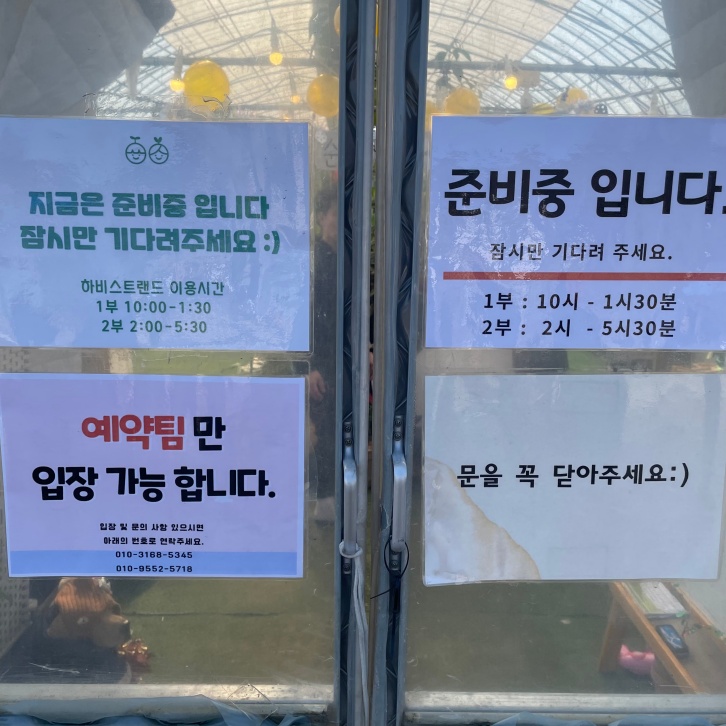 지금은 준비중 입니다
잠시만 기다려주세요 :)
하비스트랜드 이용시간
1부 10:00-1:30
2부 2:00-5:30
준비중 입니다.
잠시만 기다려 주세요.
1부 : 10시 - 1시30분
2부 : 2시 - 5시30분
예약팀 만
입장 가능 합니다.
입장 및 문의 사항 있으시면
아래의 번호로 연락주세요.
010-3168-5345
010-9552-5718
문을 꼭 닫아주세요:)